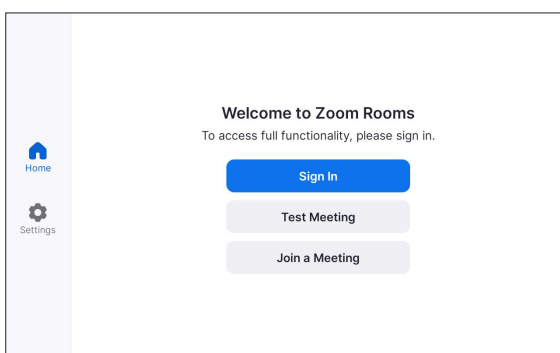 Home
Settings
Welcome to Zoom Rooms
To access full functionality, please sign in.
Sign In
Test Meeting
Join a Meeting